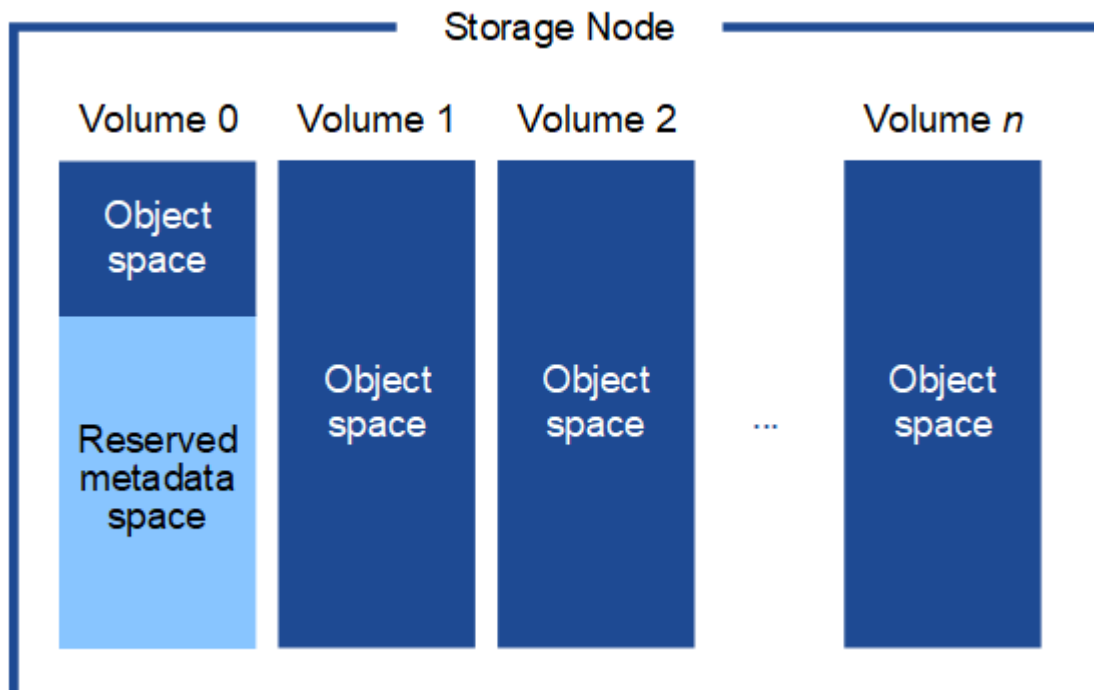 Storage Node
Volume 0
Volume 1
Volume 2
Volume n
Object
space
Reserved
metadata
space
Object
space
Object
space
...
Object
space